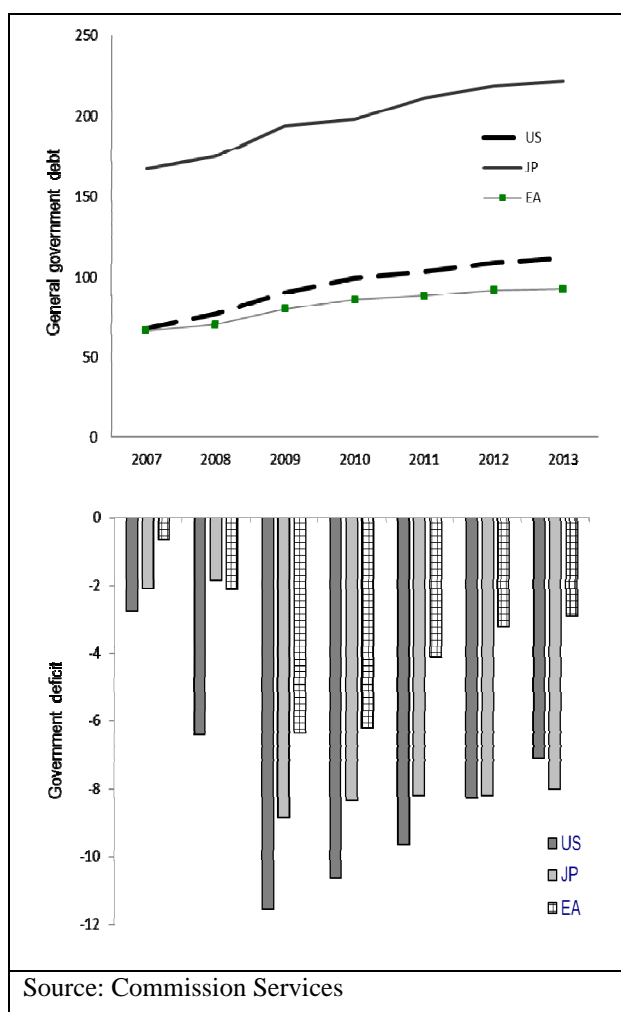 General government debt
250
200
150
100
50
0
US
JP
EA
2007 2008 2009 2010 2011 2012 2013
Government deficit
0
-2
-4
-6
-8
-10
-12
US
JP
EA
Source: Commission Services